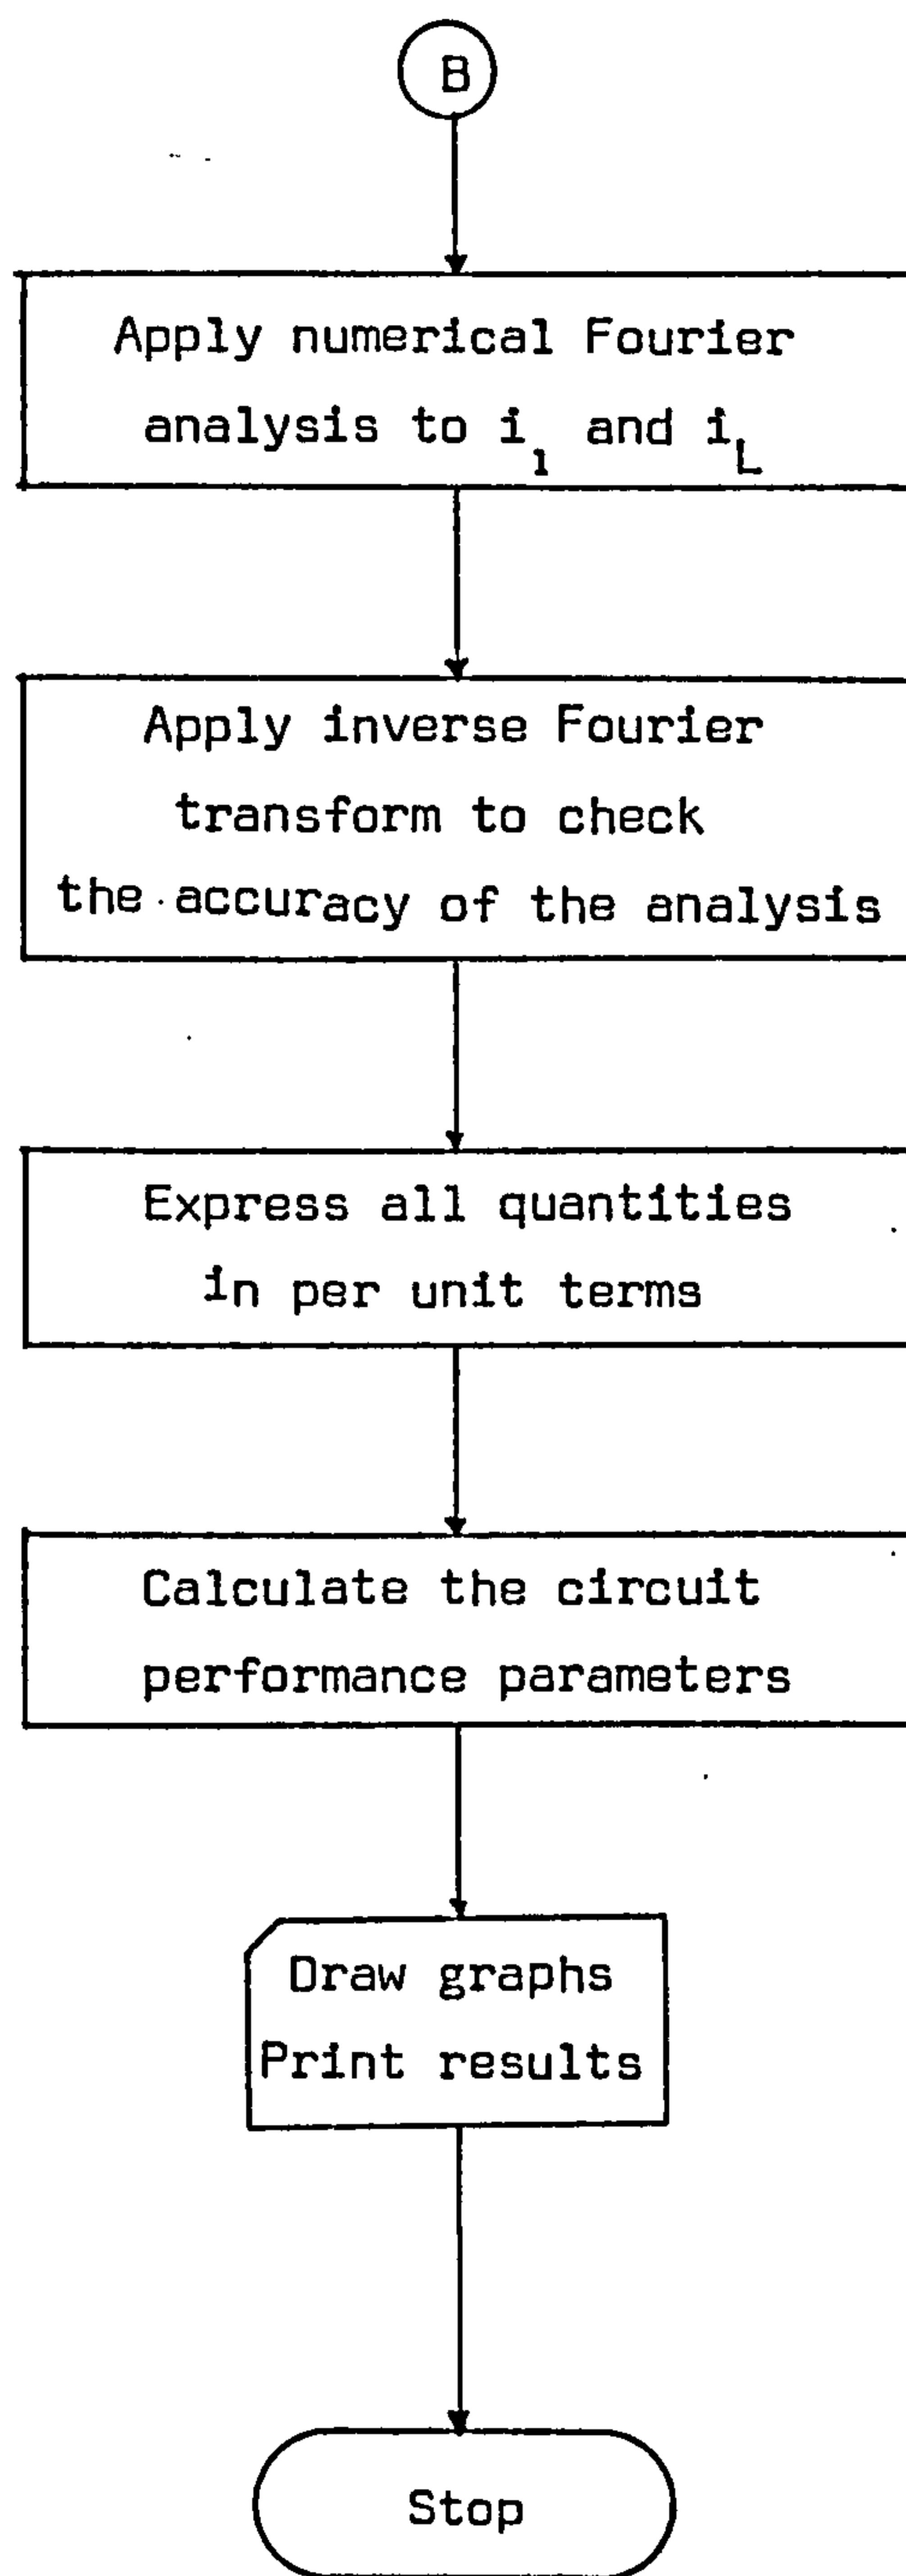 B
Apply numerical Fourier
analysis to i₁ and i_L
Apply inverse Fourier
transform to check
the accuracy of the analysis
Express all quantities
in per unit terms
Calculate the circuit
performance parameters
Draw graphs
Print results
Stop